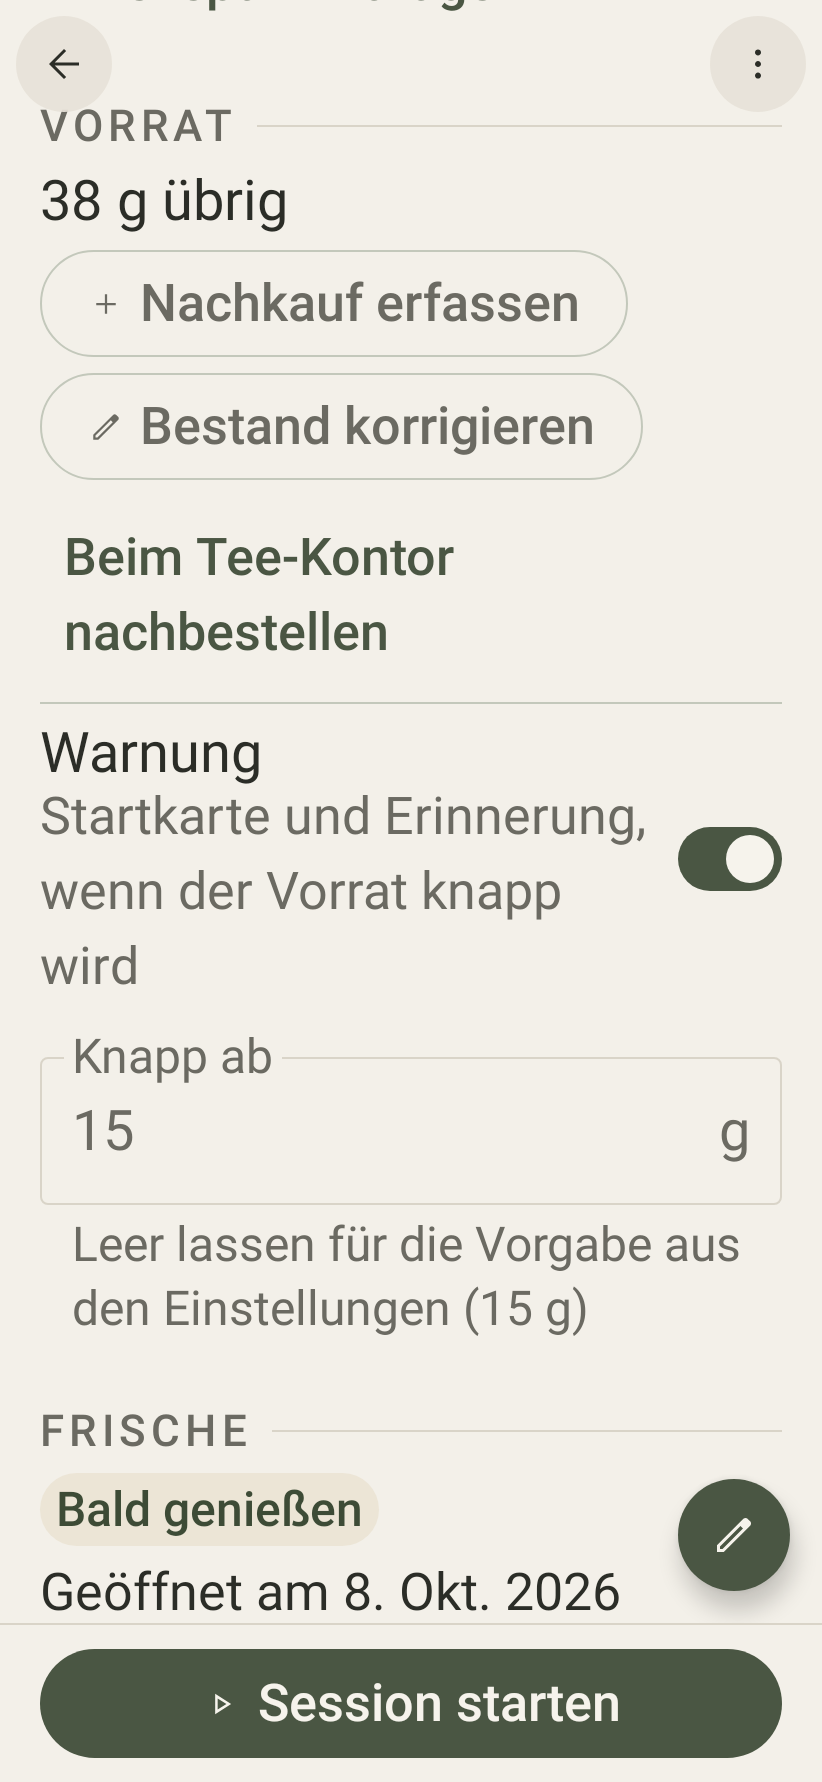 VORRAT
38 g übrig
Nachkauf erfassen
Bestand korrigieren
Beim Tee-Kontor
nachbestellen
Warnung
Startkarte und Erinnerung,
wenn der Vorrat knapp
wird
Knapp ab
15 g
Leer lassen für die Vorgabe aus
den Einstellungen (15 g)
FRISCHE
Bald genießen
Geöffnet am 8. Okt. 2026
Session starten